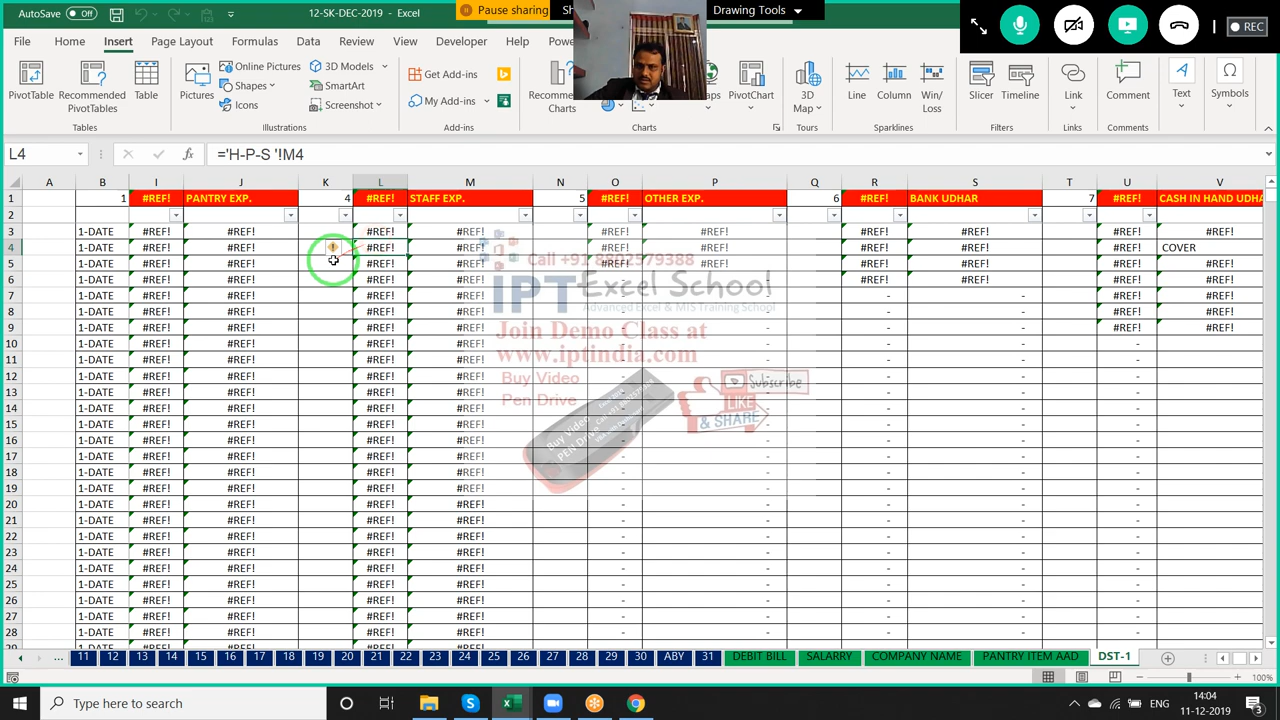 AutoSave Off 12-SK-DEC-2019 - Excel Pause sharing Drawing Tools REC
File Home Insert Page Layout Formulas Data Review View Developer Help
PivotTable Recommended PivotTables Table Pictures Online Pictures Shapes Icons 3D Models SmartArt Screenshot Get Add-ins My Add-ins PivotChart 3D Map Line Column Win/Loss Slicer Timeline Link Comment Text Symbols
Tables Illustrations Add-ins Charts Tours Sparklines Filters Links Comments
L4 ='H-P-S '!M4
A B I J K L M N O P Q R S T U V
1 1 #REF! PANTRY EXP. 4 #REF! STAFF EXP. 5 #REF! OTHER EXP. 6 #REF! BANK UDHAR 7 #REF!
2
3 1-DATE #REF! #REF! #REF! #REF! #REF! #REF! #REF! #REF! #REF! #REF!
4 1-DATE #REF! #REF! #REF! #REF! #REF! #REF! #REF! #REF! #REF! COVER
5 1-DATE #REF! #REF! #REF! #REF! #REF! #REF! #REF! #REF! #REF! #REF!
6 1-DATE #REF! #REF! #REF! #REF! - #REF! #REF! #REF! #REF!
7 1-DATE #REF! #REF! #REF! #REF! - - - - #REF! #REF!
8 1-DATE #REF! #REF! #REF! #REF! - - - - #REF! #REF!
9 1-DATE #REF! #REF! #REF! #REF! - - - - #REF! #REF!
10 1-DATE #REF! #REF! #REF! #REF! - - - -
11 1-DATE #REF! #REF! #REF! #REF! - - - -
12 1-DATE #REF! #REF! #REF! #REF! - - - -
13 1-DATE #REF! #REF! #REF! #REF! - - - -
14 1-DATE #REF! #REF! #REF! #REF! - - - -
15 1-DATE #REF! #REF! #REF! #REF! - - - -
16 1-DATE #REF! #REF! #REF! #REF! - - - -
17 1-DATE #REF! #REF! #REF! #REF! - - - -
18 1-DATE #REF! #REF! #REF! #REF! - - - -
19 1-DATE #REF! #REF! #REF! #REF! - - - -
20 1-DATE #REF! #REF! #REF! #REF! - - - -
21 1-DATE #REF! #REF! #REF! #REF! - - - -
22 1-DATE #REF! #REF! #REF! #REF! - - - -
23 1-DATE #REF! #REF! #REF! #REF! - - - -
24 1-DATE #REF! #REF! #REF! #REF! - - - -
25 1-DATE #REF! #REF! #REF! #REF! - - - -
26 1-DATE #REF! #REF! #REF! #REF! - - - -
27 1-DATE #REF! #REF! #REF! #REF! - - - -
28 1-DATE #REF! #REF! #REF! #REF! - - - -
Call +91 8802579388
IPT Excel School
Advanced Excel & MIS Training School
Join Demo Class at
www.iptindia.com
Buy Video
Pen Drive
Subscribe
LIKE
& SHARE
Buy Video
PEN DRIVE
... 11 12 13 14 15 16 17 18 19 20 21 22 23 24 25 26 27 28 29 30 ABY 31 DEBIT BILL SALARRY COMPANY NAME PANTRY ITEM AAD DST-1
100%
Type here to search ENG 14:04
11-12-2019 3